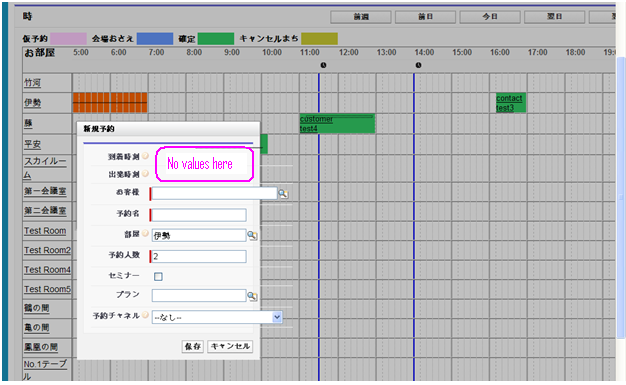 時
前週 前日 今日 翌日 翌
仮予約 会場おさえ 確定 キャンセルまち
お部屋 5:00 6:00 7:00 8:00 9:00 10:00 11:00 12:00 13:00 14:00 15:00 16:00 17:00 18:00 19:0
竹河
伊勢
contact
test3
藤
customer
test4
平安
スカイルー
ム
第一会議室
第二会議室
Test Room
Test Room2
Test Room4
Test Room5
鶴の間
亀の間
鳳凰の間
No.1テーブ
ル
新規予約
到着時刻
No values here
出発時刻
お客様
予約名
部屋 伊勢
予約人数 2
セミナー
プラン
予約チャネル --なし--
保存 キャンセル